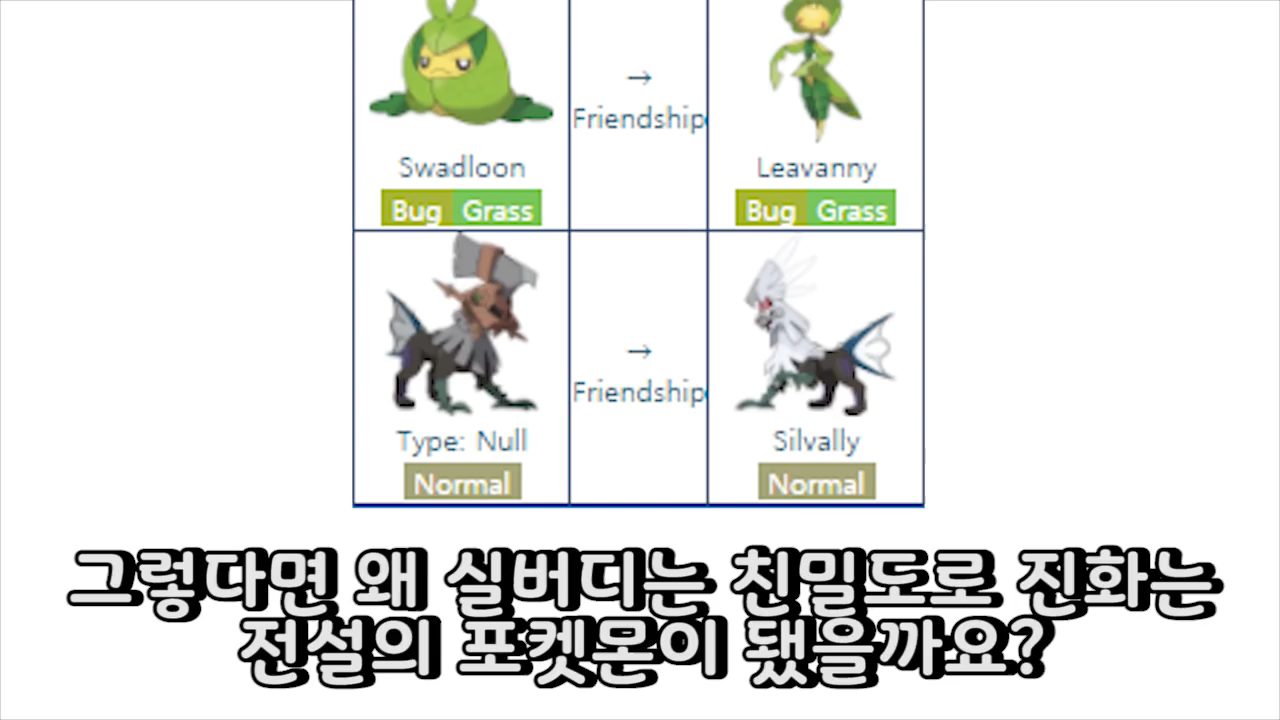 →
Friendship
Swadloon
Leavanny
Bug Grass
Bug Grass
→
Friendship
Type: Null
Silvally
Normal
Normal
그렇다면 왜 실버디는 친밀도로 진화는
전설의 포켓몬이 됐을까요?